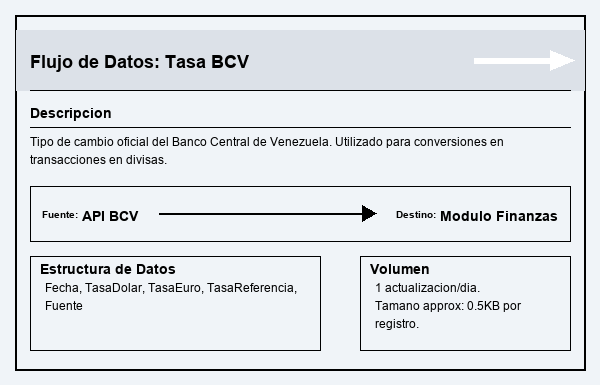 Flujo de Datos: Tasa BCV
Descripcion
Tipo de cambio oficial del Banco Central de Venezuela. Utilizado para conversiones en
transacciones en divisas.
Fuente: API BCV
Destino: Modulo Finanzas
Estructura de Datos
Fecha, TasaDolar, TasaEuro, TasaReferencia,
Fuente
Volumen
1 actualizacion/dia.
Tamano approx: 0.5KB por
registro.